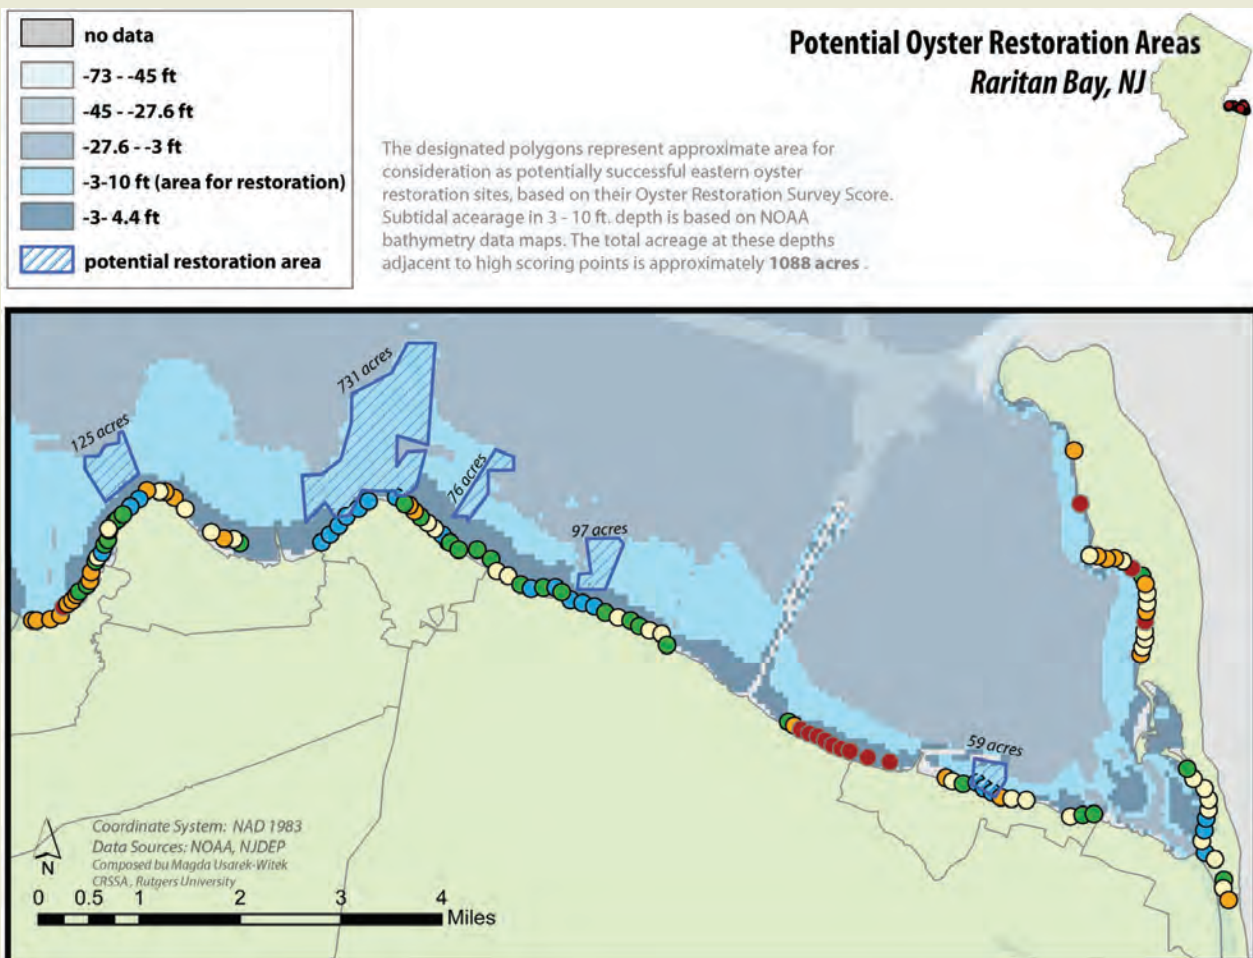 no data
-73 - -45 ft
-45 - -27.6 ft
-27.6 - -3 ft
-3-10 ft (area for restoration)
-3- 4.4 ft
potential restoration area
Potential Oyster Restoration Areas
Raritan Bay, NJ
The designated polygons represent approximate area for
consideration as potentially successful eastern oyster
restoration sites, based on their Oyster Restoration Survey Score.
Subtidal acearage in 3 - 10 ft. depth is based on NOAA
bathymetry data maps. The total acreage at these depths
adjacent to high scoring points is approximately 1088 acres .
125 acres
731 acres
76 acres
97 acres
59 acres
N
Coordinate System: NAD 1983
Data Sources: NOAA, NJDEP
Composed by Magda Usarek-Witek
CRSSA , Rutgers University
0 0.5 1 2 3 4
Miles